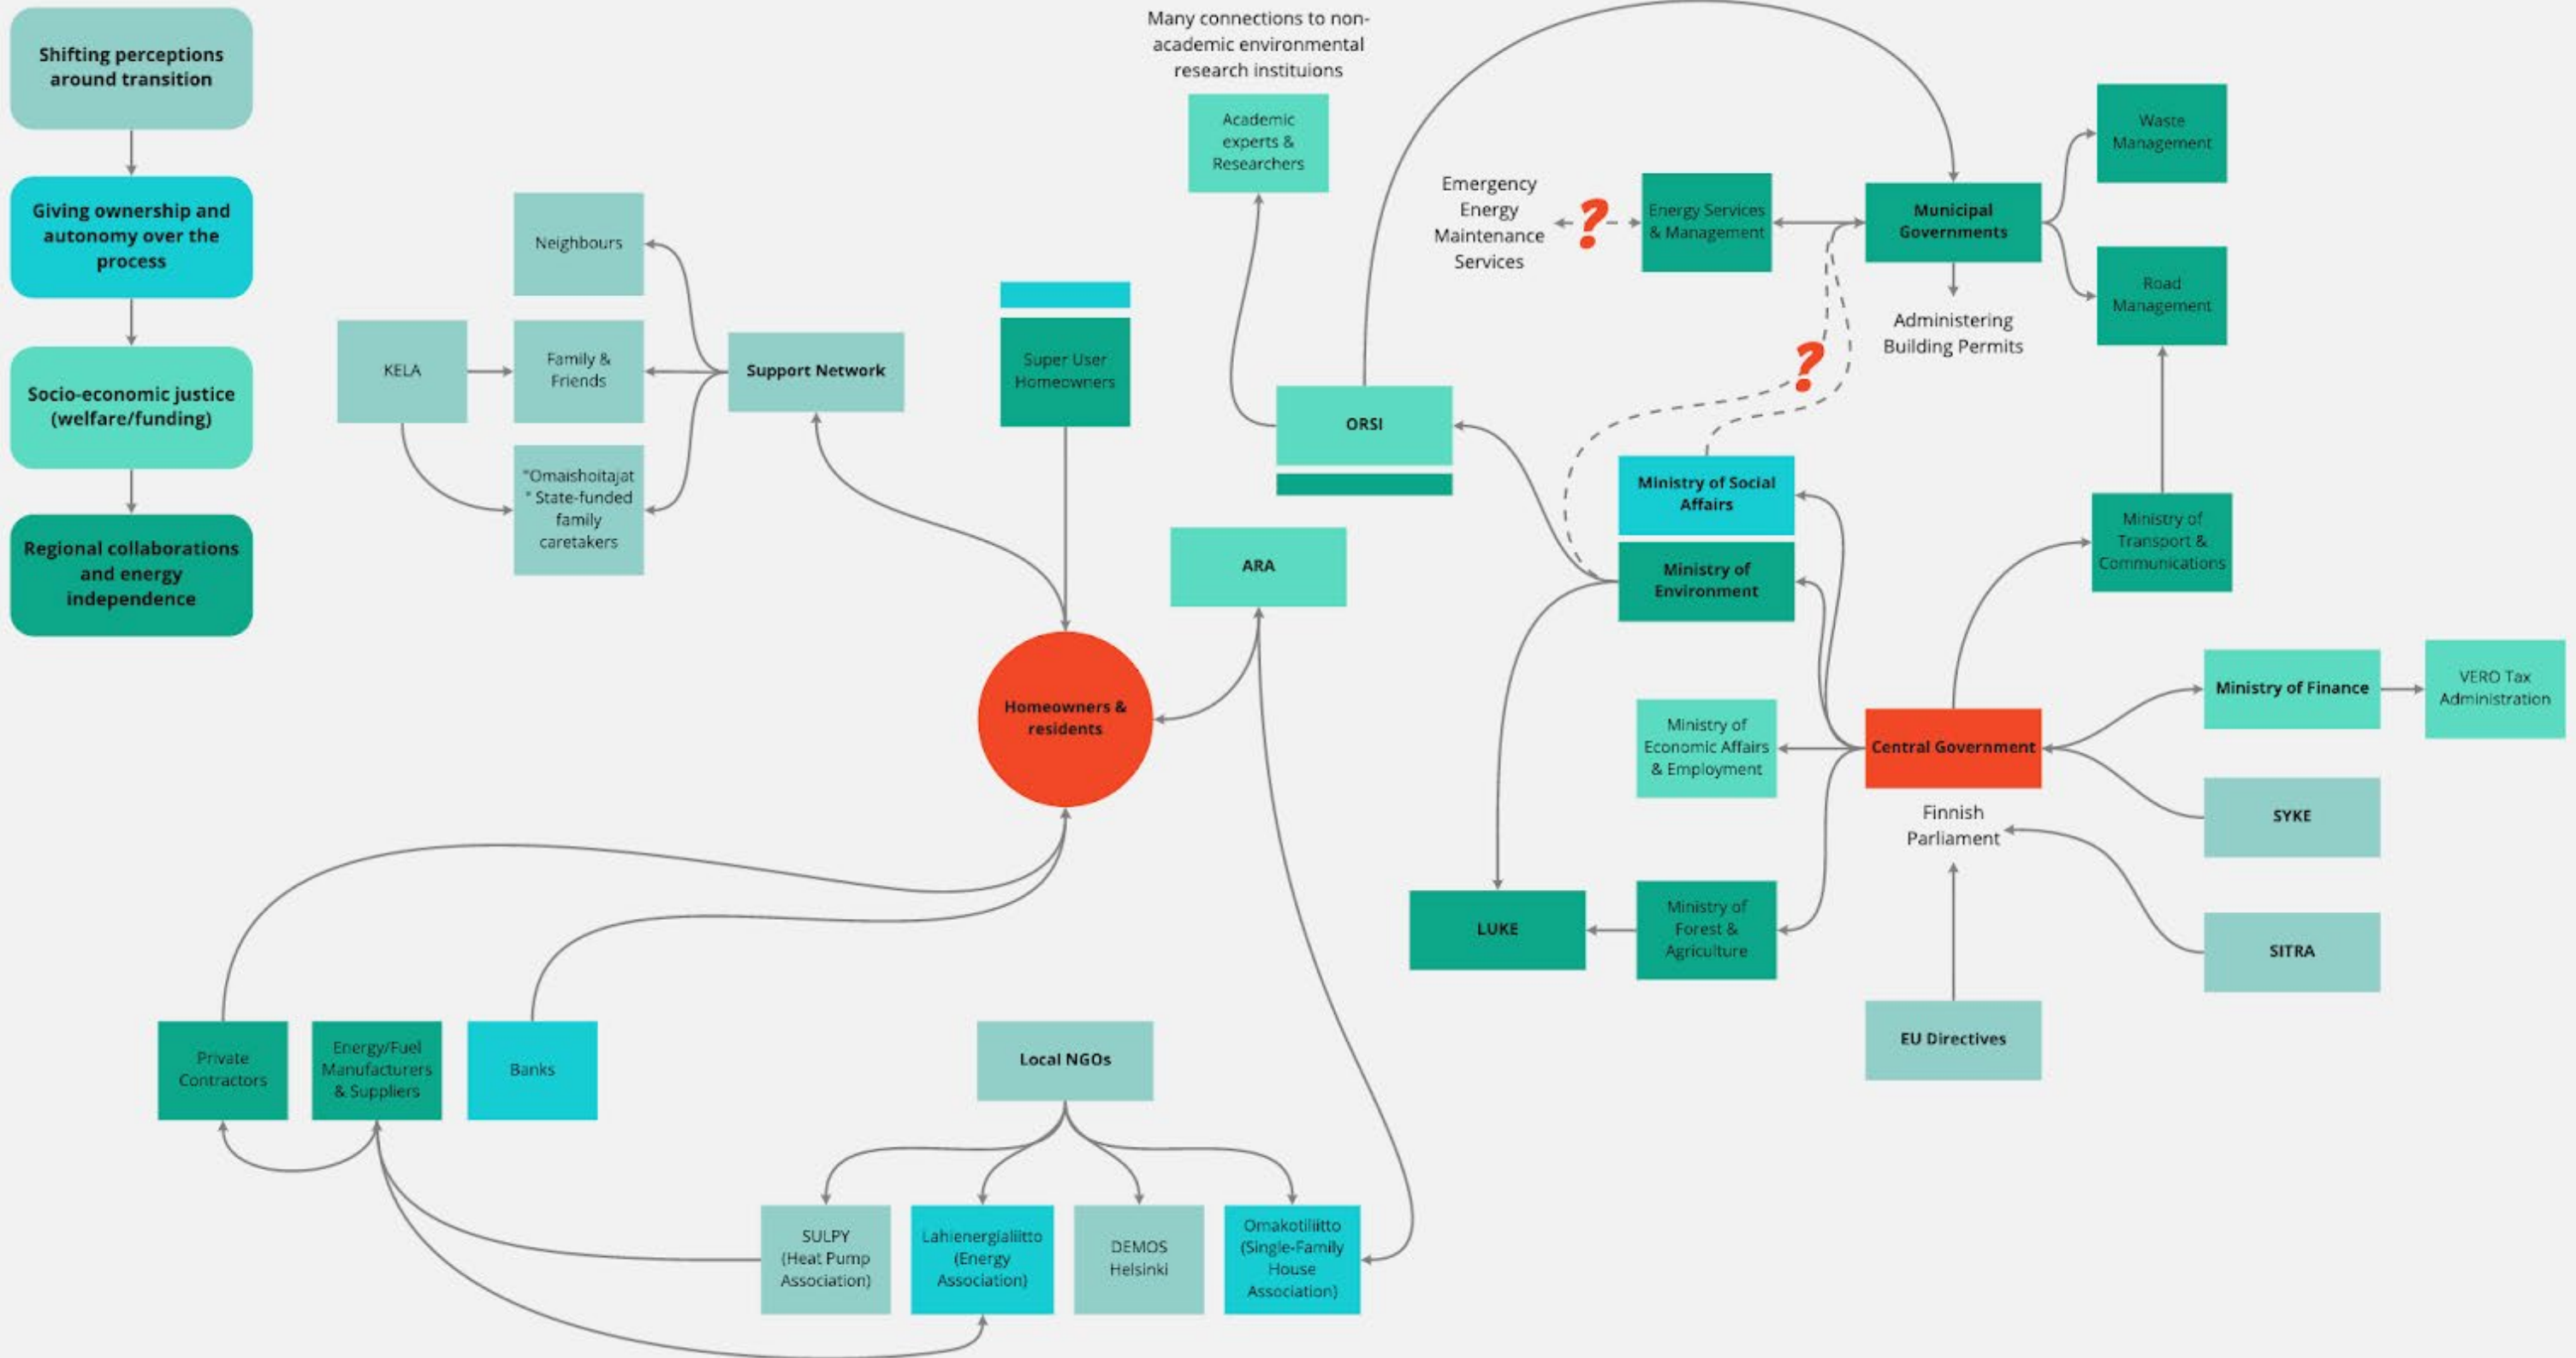 Shifting perceptions
around transition
Giving ownership and
autonomy over the
process
Socio-economic justice
(welfare/funding)
Regional collaborations
and energy
independence
Neighbours
KELA
Family &
Friends
"Omaishoitajat
" State-funded
family
caretakers
Support Network
Super User
Homeowners
Homeowners &
residents
Many connections to non-
academic environmental
research instituions
Academic
experts &
Researchers
ORSI
ARA
Emergency
Energy
Maintenance
Services
?
Energy Services
& Management
Municipal
Governments
Waste
Management
Road
Management
Administering
Building Permits
?
Ministry of Social
Affairs
Ministry of
Environment
Ministry of
Transport &
Communications
Ministry of
Economic Affairs
& Employment
Central Government
Ministry of Finance
VERO Tax
Administration
Finnish
Parliament
SYKE
SITRA
LUKE
Ministry of
Forest &
Agriculture
EU Directives
Private
Contractors
Energy/Fuel
Manufacturers
& Suppliers
Banks
Local NGOs
SULPY
(Heat Pump
Association)
Lahienergialiitto
(Energy
Association)
DEMOS
Helsinki
Omakotiliitto
(Single-Family
House
Association)